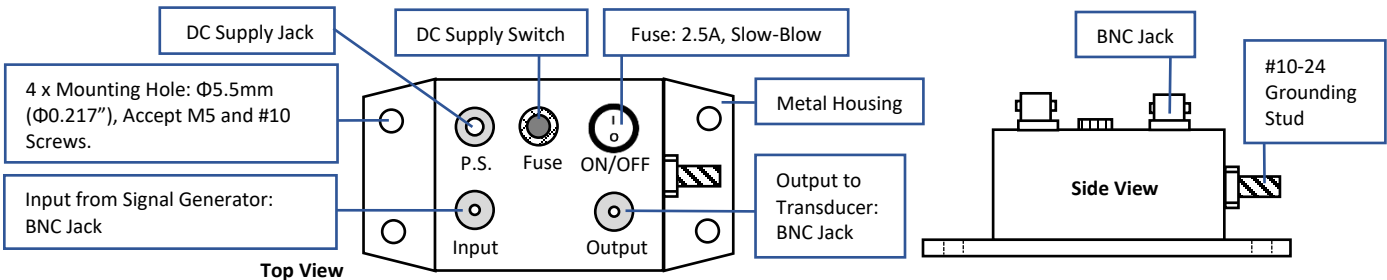 DC Supply Jack
DC Supply Switch
Fuse: 2.5A, Slow-Blow
BNC Jack
4 x Mounting Hole: Φ5.5mm
(Φ0.217”), Accept M5 and #10
Screws.
Metal Housing
#10-24
Grounding
Stud
P.S.
Fuse
I
O
ON/OFF
Input from Signal Generator:
BNC Jack
Output to
Transducer:
BNC Jack
Side View
Input
Output
Top View